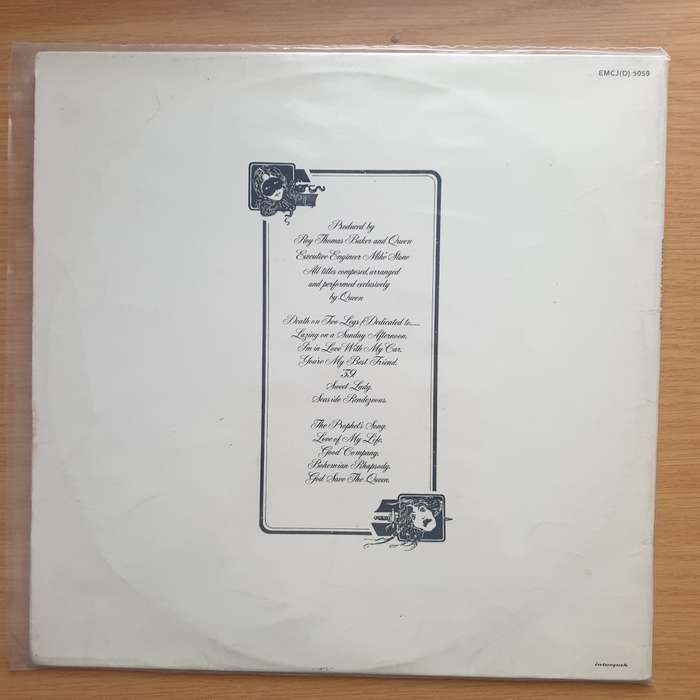 EMCJ(D) 5059
Produced by
Roy Thomas Baker and Queen
Executive Engineer Mike Stone
All titles composed, arranged
and performed exclusively
by Queen
Death on Two Legs (Dedicated to......
Lazing on a Sunday Afternoon.
I'm in Love With My Car.
You're My Best Friend.
'39.
Sweet Lady.
Seaside Rendezvous.
The Prophet's Song.
Love of My Life.
Good Company.
Bohemian Rhapsody.
God Save The Queen.
interpak